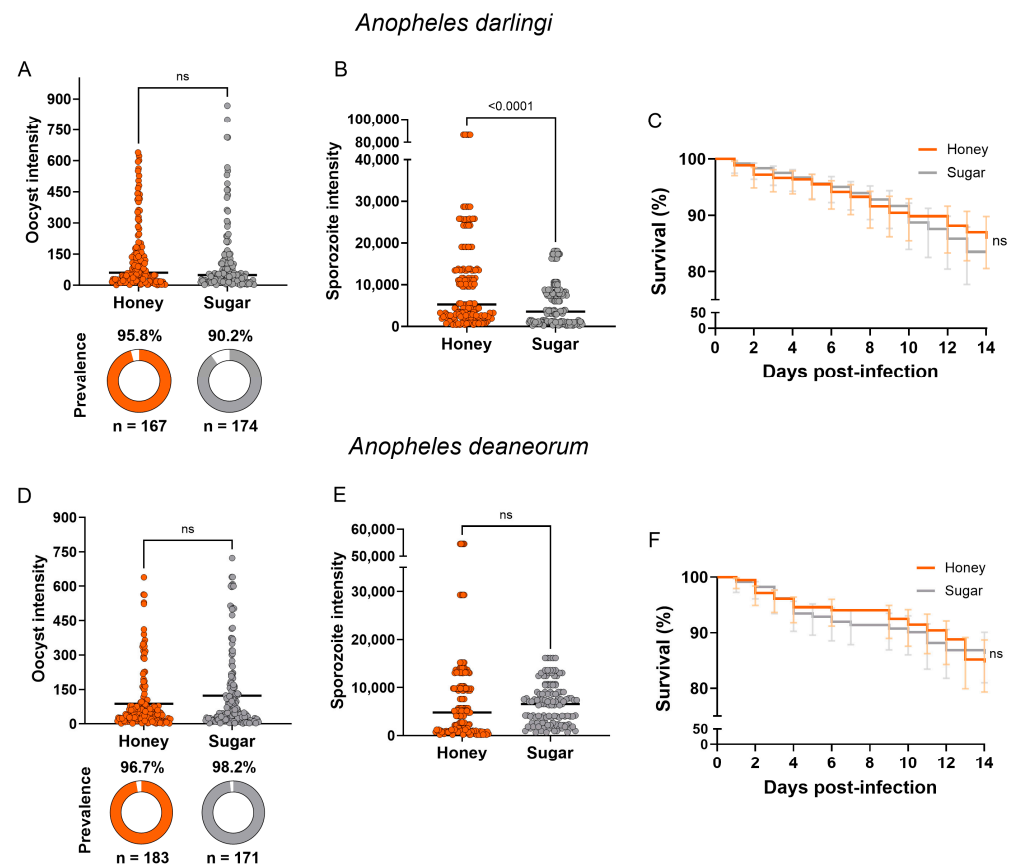 Anopheles darlingi
A
ns
Oocyst intensity
900
750
600
450
300
150
0
Honey
Sugar
Prevalence
95.8%
90.2%
n = 167
n = 174
B
<0.0001
Sporozoite intensity
100,000
80,000
40,000
30,000
20,000
10,000
0
Honey
Sugar
C
Honey
Sugar
Survival (%)
100
90
80
50
0
ns
0 2 4 6 8 10 12 14
Days post-infection
Anopheles deaneorum
D
ns
Oocyst intensity
900
750
600
450
300
150
0
Honey
Sugar
Prevalence
96.7%
98.2%
n = 183
n = 171
E
ns
Sporozoite intensity
60,000
50,000
30,000
20,000
10,000
0
Honey
Sugar
F
Honey
Sugar
Survival (%)
100
90
80
50
0
ns
0 2 4 6 8 10 12 14
Days post-infection